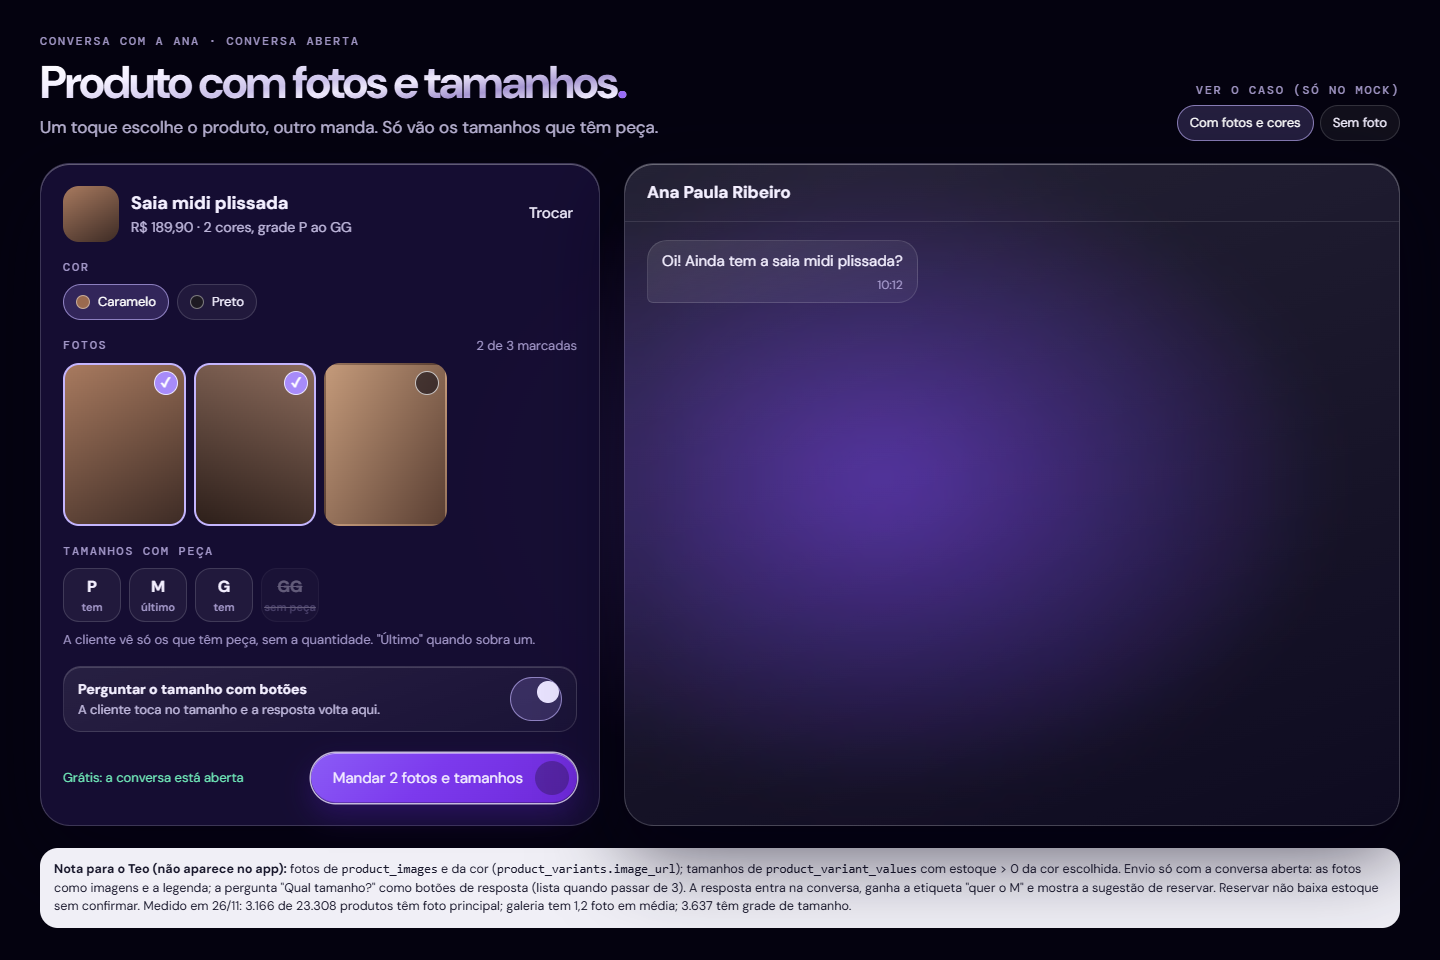 CONVERSA COM A ANA · CONVERSA ABERTA
Produto com fotos e tamanhos.
Um toque escolhe o produto, outro manda. Só vão os tamanhos que têm peça.
VER O CASO (SÓ NO MOCK)
Com fotos e cores
Sem foto
Saia midi plissada
R$ 189,90 · 2 cores, grade P ao GG
Trocar
COR
Caramelo
Preto
FOTOS
2 de 3 marcadas
TAMANHOS COM PEÇA
P
tem
M
último
G
tem
GG
sem peça
A cliente vê só os que têm peça, sem a quantidade. "Último" quando sobra um.
Perguntar o tamanho com botões
A cliente toca no tamanho e a resposta volta aqui.
Grátis: a conversa está aberta
Mandar 2 fotos e tamanhos
Ana Paula Ribeiro
Oi! Ainda tem a saia midi plissada?
10:12
Nota para o Teo (não aparece no app): fotos de product_images e da cor (product_variants.image_url); tamanhos de product_variant_values com estoque > 0 da cor escolhida. Envio só com a conversa aberta: as fotos
como imagens e a legenda; a pergunta "Qual tamanho?" como botões de resposta (lista quando passar de 3). A resposta entra na conversa, ganha a etiqueta "quer o M" e mostra a sugestão de reservar. Reservar não baixa estoque
sem confirmar. Medido em 26/11: 3.166 de 23.308 produtos têm foto principal; galeria tem 1,2 foto em média; 3.637 têm grade de tamanho.